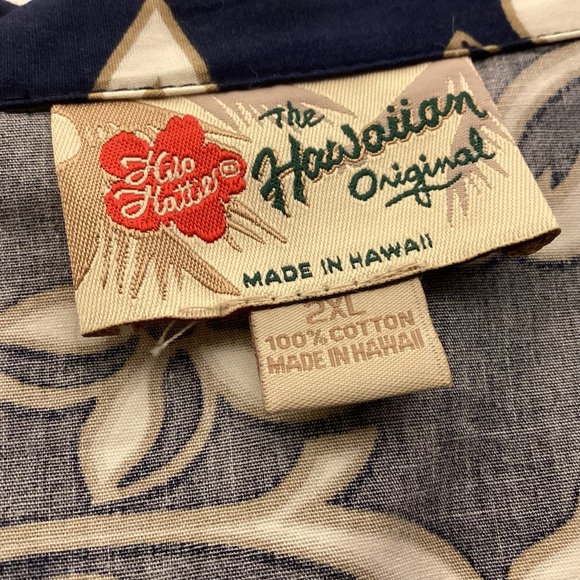 Hilo
Hattie®
The
Hawaiian
Original
MADE IN HAWAII
2XL
100% COTTON
MADE IN HAWAII